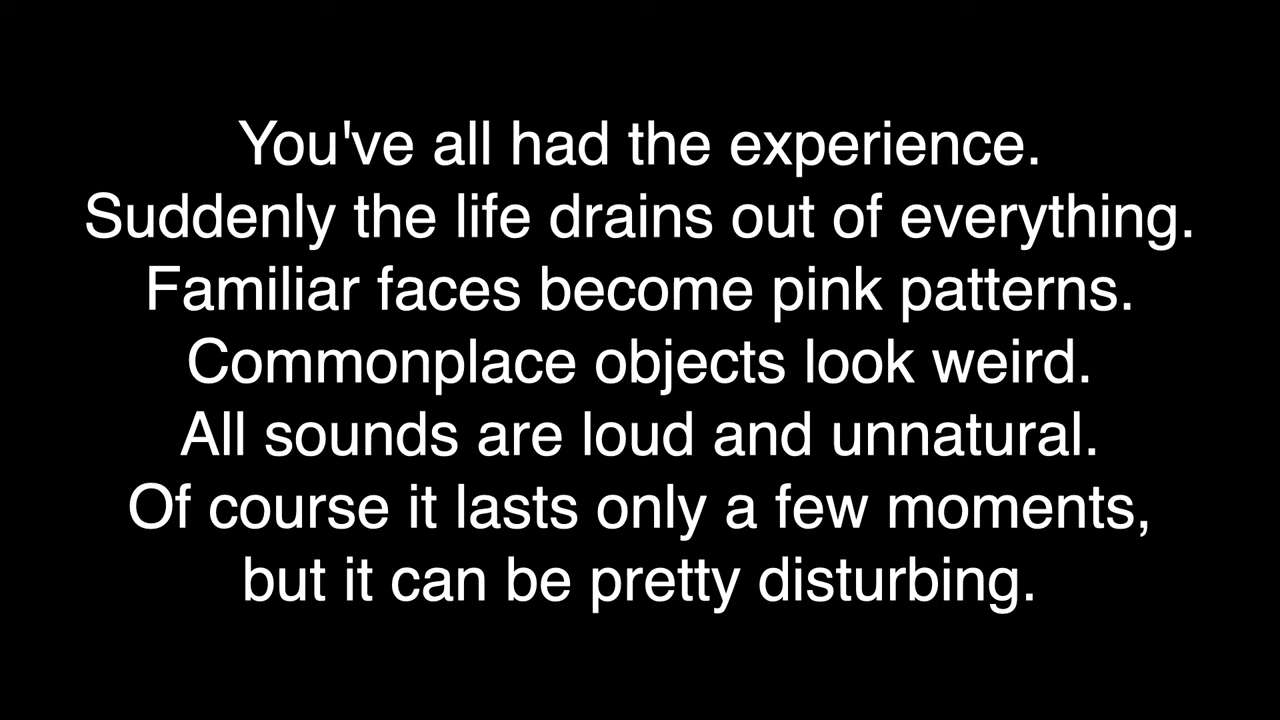 You've all had the experience.
Suddenly the life drains out of everything.
Familiar faces become pink patterns.
Commonplace objects look weird.
All sounds are loud and unnatural.
Of course it lasts only a few moments,
but it can be pretty disturbing.